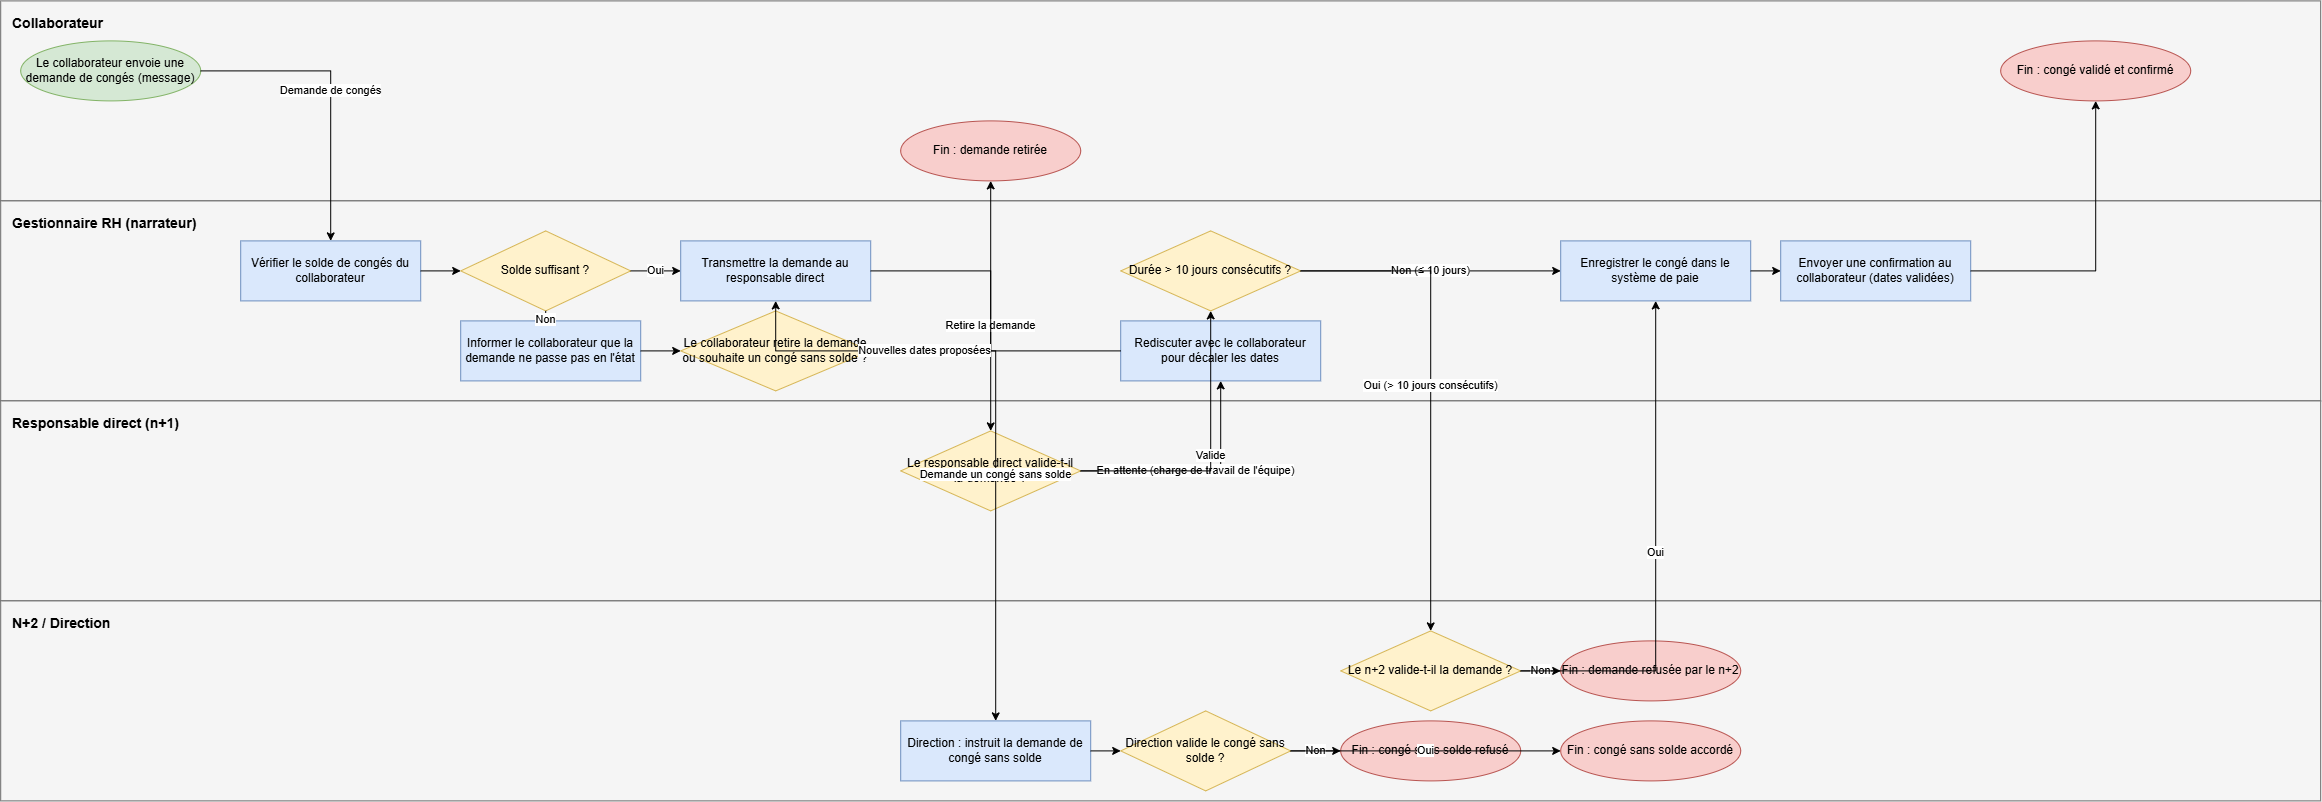 Collaborateur
Le collaborateur envoie une
demande de congés (message)
Demande de congés
Fin : congé validé et confirmé
Fin : demande retirée
Gestionnaire RH (narrateur)
Vérifier le solde de congés du
collaborateur
Solde suffisant ?
Oui
Transmettre la demande au
responsable direct
Durée > 10 jours consécutifs ?
Non (≤ 10 jours)
Enregistrer le congé dans le
système de paie
Envoyer une confirmation au
collaborateur (dates validées)
Non
Retire la demande
Informer le collaborateur que la
demande ne passe pas en l'état
Le collaborateur retire la demande
ou souhaite un congé sans solde ?
Nouvelles dates proposées
Rediscuter avec le collaborateur
pour décaler les dates
Oui (> 10 jours consécutifs)
Responsable direct (n+1)
Le responsable direct valide-t-il
Demande un congé sans solde
Valide
En attente (charge de travail de l'équipe)
Oui
N+2 / Direction
Le n+2 valide-t-il la demande ?
Non
Fin : demande refusée par le n+2
Direction : instruit la demande de
congé sans solde
Direction valide le congé sans
solde ?
Non
Fin : congé sans solde refusé
Oui
Fin : congé sans solde accordé